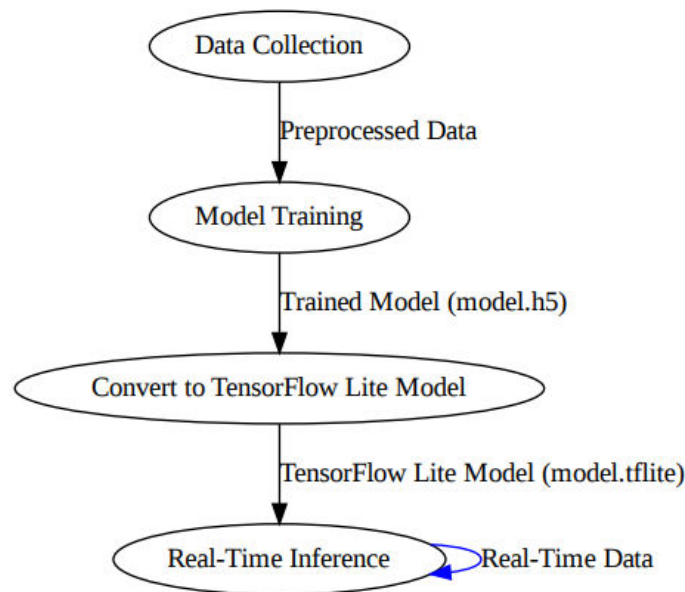 Data Collection
Preprocessed Data
Model Training
Trained Model (model.h5)
Convert to TensorFlow Lite Model
TensorFlow Lite Model (model.tflite)
Real-Time Inference
Real-Time Data